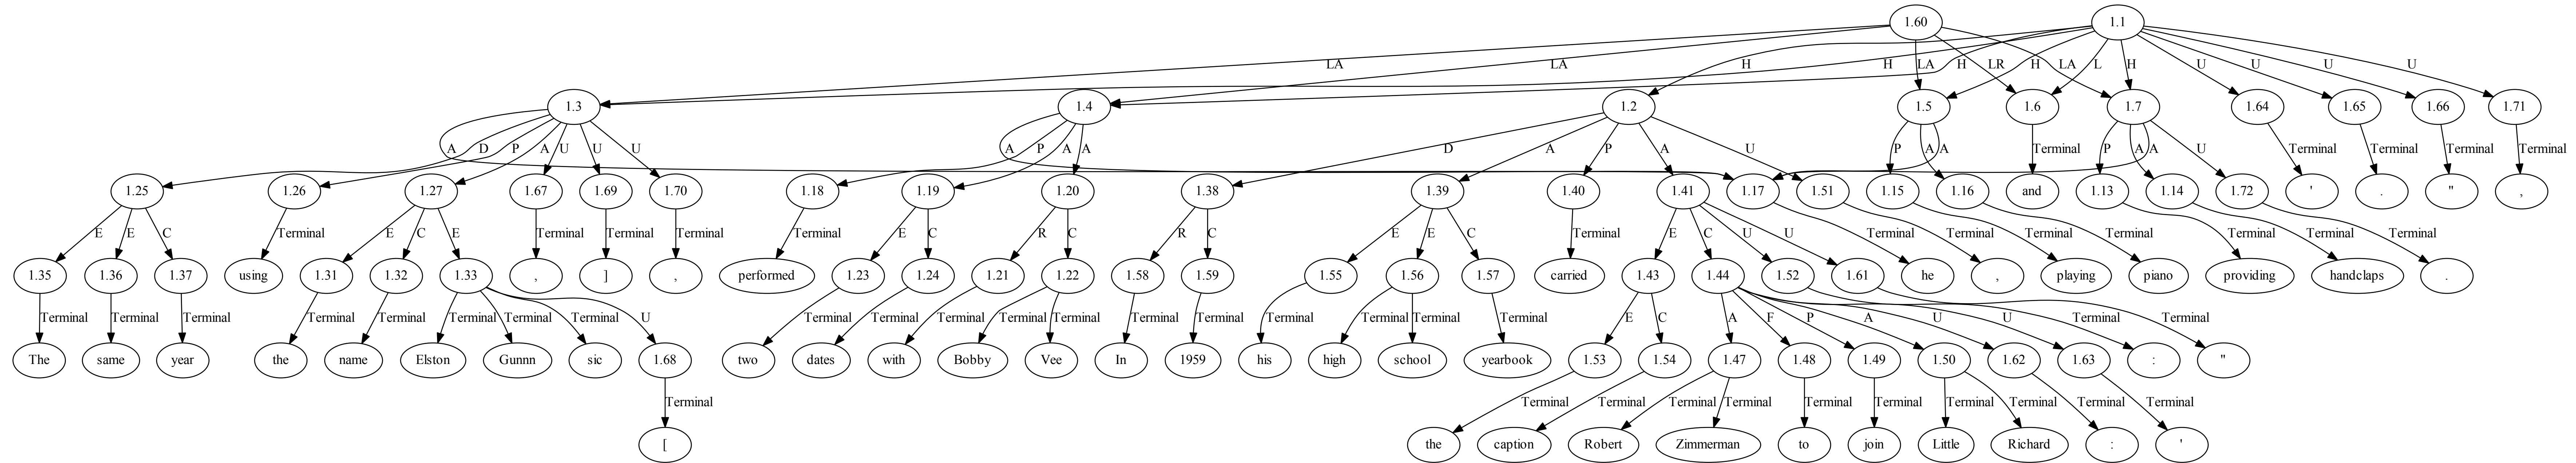 1.60 1.1
LA LA H H H LA LR H LA L H U U U U
1.3 1.4 1.2 1.5 1.6 1.7 1.64 1.65 1.66 1.71
A D P A U U U A P A A D A P A U P A A Terminal P A A U Terminal Terminal Terminal Terminal
1.25 1.26 1.27 1.67 1.69 1.70 1.18 1.19 1.20 1.38 1.39 1.40 1.41 1.17 1.51 1.15 1.16 and 1.13 1.14 1.72 ' . " ,
E E C Terminal E C E Terminal Terminal Terminal Terminal E C R C R C E E C Terminal E C U U Terminal Terminal Terminal Terminal Terminal Terminal Terminal
1.35 1.36 1.37 using 1.31 1.32 1.33 , ] , performed 1.23 1.24 1.21 1.22 1.58 1.59 1.55 1.56 1.57 carried 1.43 1.44 1.52 1.61 he , playing piano providing handclaps .
Terminal Terminal Terminal Terminal Terminal Terminal Terminal Terminal U Terminal Terminal Terminal Terminal Terminal Terminal Terminal Terminal Terminal Terminal Terminal E C A F P A U U Terminal Terminal
The same year the name Elston Gunnn sic 1.68 two dates with Bobby Vee In 1959 his high school yearbook 1.53 1.54 1.47 1.48 1.49 1.50 1.62 1.63 : "
Terminal Terminal Terminal Terminal Terminal Terminal Terminal Terminal Terminal Terminal Terminal
[ the caption Robert Zimmerman to join Little Richard : '